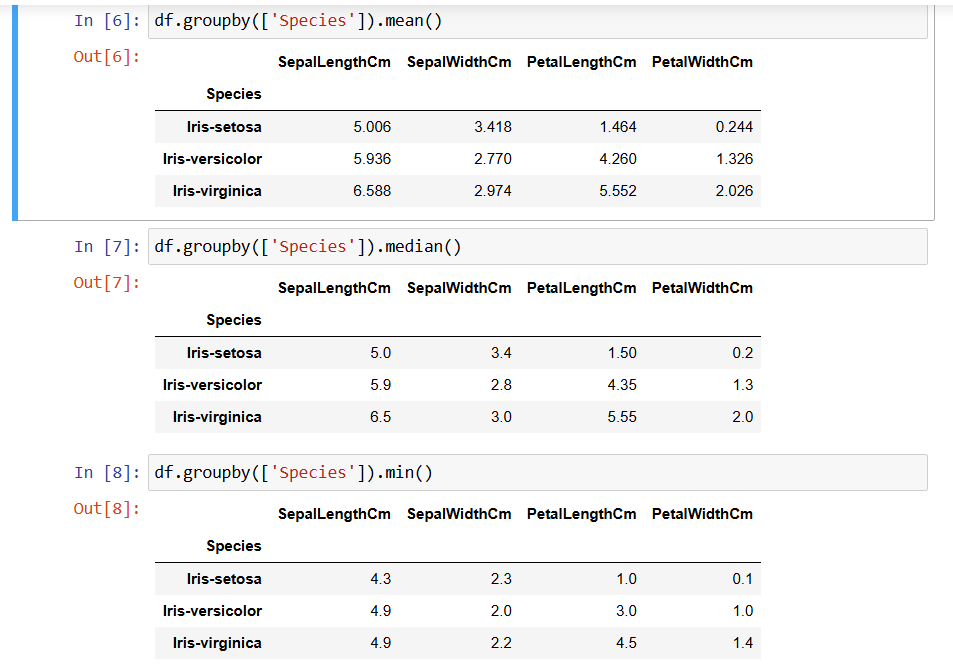 In [6]: df.groupby(['Species']).mean()
Out[6]:
SepalLengthCm SepalWidthCm PetalLengthCm PetalWidthCm
Species
Iris-setosa 5.006 3.418 1.464 0.244
Iris-versicolor 5.936 2.770 4.260 1.326
Iris-virginica 6.588 2.974 5.552 2.026
In [7]: df.groupby(['Species']).median()
Out[7]:
SepalLengthCm SepalWidthCm PetalLengthCm PetalWidthCm
Species
Iris-setosa 5.0 3.4 1.50 0.2
Iris-versicolor 5.9 2.8 4.35 1.3
Iris-virginica 6.5 3.0 5.55 2.0
In [8]: df.groupby(['Species']).min()
Out[8]:
SepalLengthCm SepalWidthCm PetalLengthCm PetalWidthCm
Species
Iris-setosa 4.3 2.3 1.0 0.1
Iris-versicolor 4.9 2.0 3.0 1.0
Iris-virginica 4.9 2.2 4.5 1.4